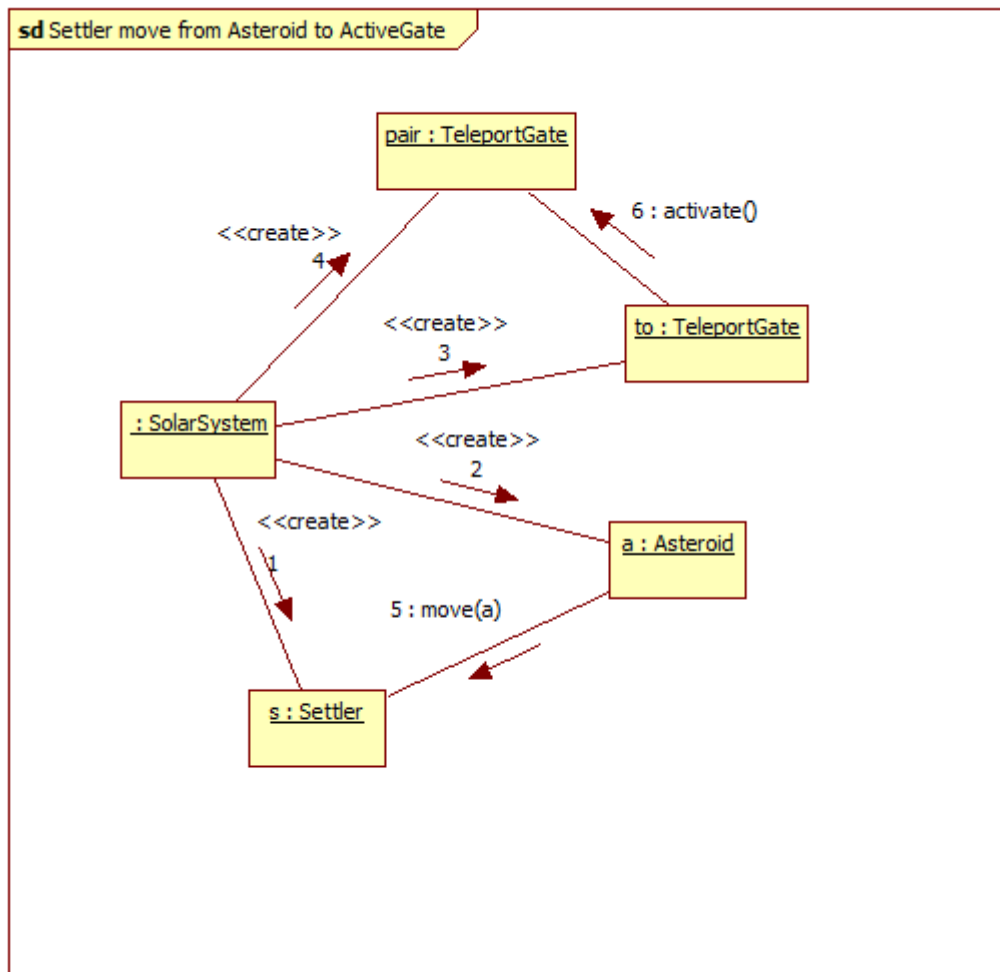 sd Settler move from Asteroid to ActiveGate
pair : TeleportGate
6 : activate()
<<create>>
4
to : TeleportGate
<<create>>
3
: SolarSystem
<<create>>
2
<<create>>
1
a : Asteroid
5 : move(a)
s : Settler